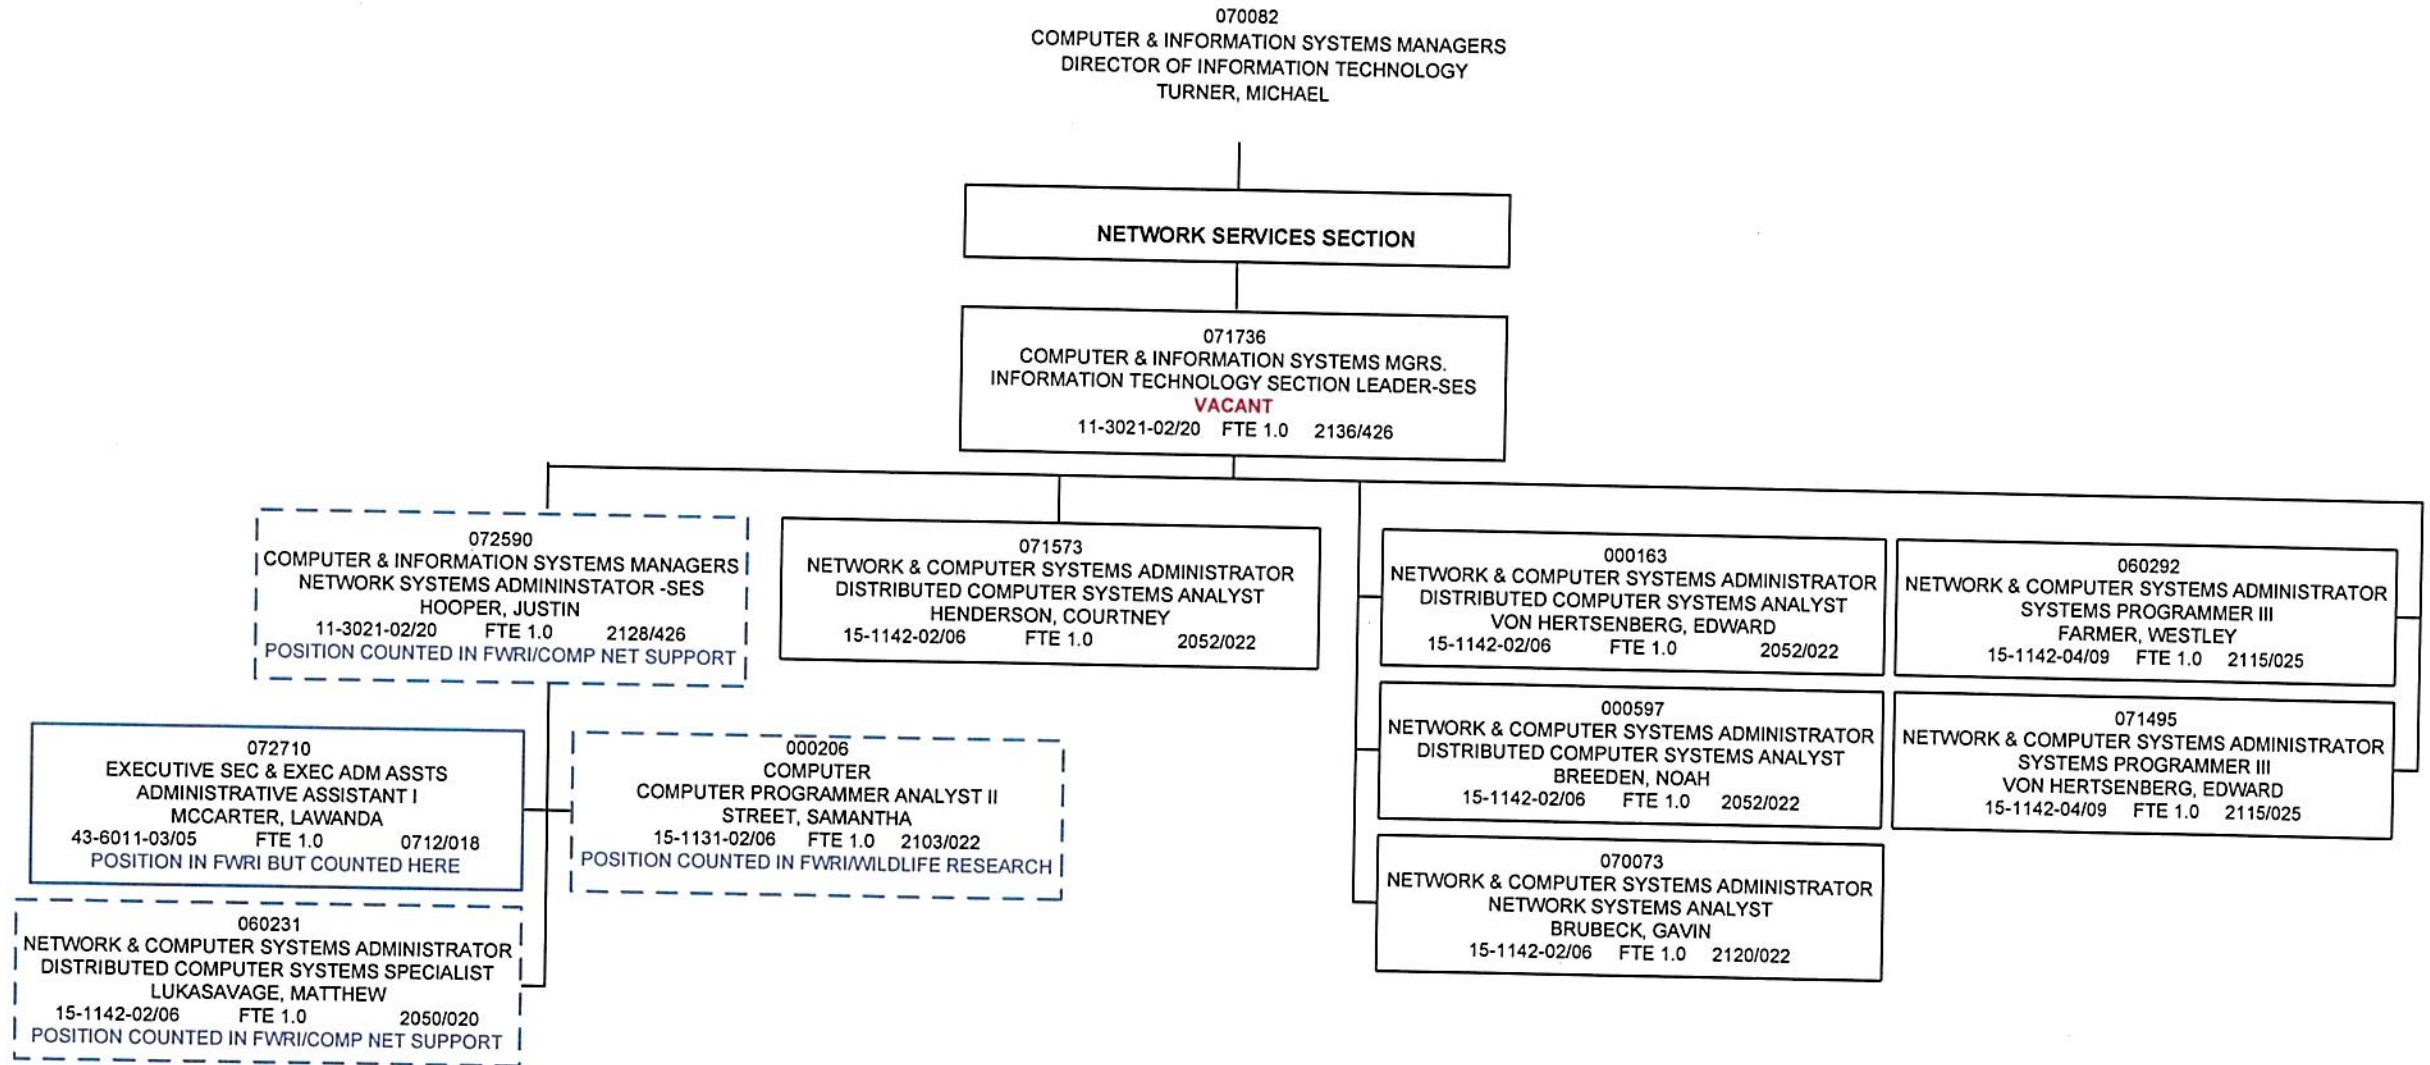 070082
COMPUTER & INFORMATION SYSTEMS MANAGERS
DIRECTOR OF INFORMATION TECHNOLOGY
TURNER, MICHAEL
NETWORK SERVICES SECTION
071736
COMPUTER & INFORMATION SYSTEMS MGRS.
INFORMATION TECHNOLOGY SECTION LEADER-SES
VACANT
11-3021-02/20 FTE 1.0 2136/426
072590
COMPUTER & INFORMATION SYSTEMS MANAGERS
NETWORK SYSTEMS ADMININSTATOR -SES
HOOPER, JUSTIN
11-3021-02/20 FTE 1.0 2128/426
POSITION COUNTED IN FWRI/COMP NET SUPPORT
071573
NETWORK & COMPUTER SYSTEMS ADMINISTRATOR
DISTRIBUTED COMPUTER SYSTEMS ANALYST
HENDERSON, COURTNEY
15-1142-02/06 FTE 1.0 2052/022
000163
NETWORK & COMPUTER SYSTEMS ADMINISTRATOR
DISTRIBUTED COMPUTER SYSTEMS ANALYST
VON HERTSENBERG, EDWARD
15-1142-02/06 FTE 1.0 2052/022
060292
NETWORK & COMPUTER SYSTEMS ADMINISTRATOR
SYSTEMS PROGRAMMER III
FARMER, WESTLEY
15-1142-04/09 FTE 1.0 2115/025
072710
EXECUTIVE SEC & EXEC ADM ASSTS
ADMINISTRATIVE ASSISTANT I
MCCARTER, LAWANDA
43-6011-03/05 FTE 1.0 0712/018
POSITION IN FWRI BUT COUNTED HERE
000206
COMPUTER
COMPUTER PROGRAMMER ANALYST II
STREET, SAMANTHA
15-1131-02/06 FTE 1.0 2103/022
POSITION COUNTED IN FWRI/WILDLIFE RESEARCH
000597
NETWORK & COMPUTER SYSTEMS ADMINISTRATOR
DISTRIBUTED COMPUTER SYSTEMS ANALYST
BREEDEN, NOAH
15-1142-02/06 FTE 1.0 2052/022
071495
NETWORK & COMPUTER SYSTEMS ADMINISTRATOR
SYSTEMS PROGRAMMER III
VON HERTSENBERG, EDWARD
15-1142-04/09 FTE 1.0 2115/025
060231
NETWORK & COMPUTER SYSTEMS ADMINISTRATOR
DISTRIBUTED COMPUTER SYSTEMS SPECIALIST
LUKASAVAGE, MATTHEW
15-1142-02/06 FTE 1.0 2050/020
POSITION COUNTED IN FWRI/COMP NET SUPPORT
070073
NETWORK & COMPUTER SYSTEMS ADMINISTRATOR
NETWORK SYSTEMS ANALYST
BRUBECK, GAVIN
15-1142-02/06 FTE 1.0 2120/022